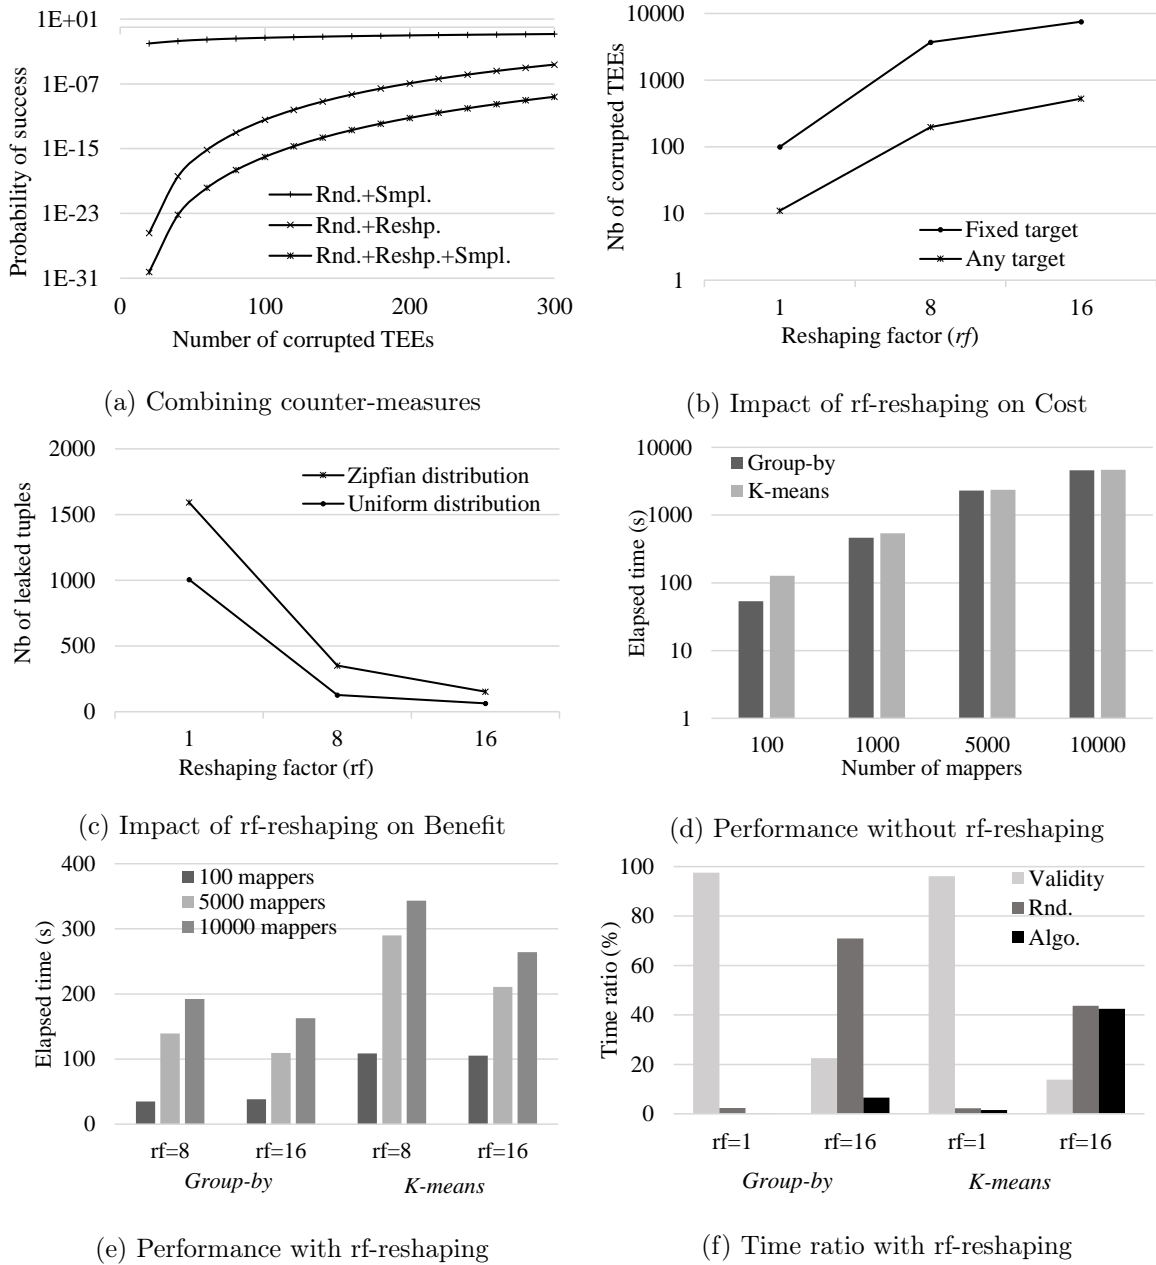 1E+01
1E-07
1E-15
1E-23
1E-31
Probability of success
Rnd.+Smpl.
Rnd.+Reshp.
Rnd.+Reshp.+Smpl.
0
100
200
300
Number of corrupted TEEs
(a) Combining counter-measures
10000
1000
100
10
1
Nb of corrupted TEEs
Fixed target
Any target
1
8
16
Reshaping factor (rf)
(b) Impact of rf-reshaping on Cost
2000
1500
1000
500
0
Nb of leaked tuples
Zipfian distribution
Uniform distribution
1
8
16
Reshaping factor (rf)
(c) Impact of rf-reshaping on Benefit
10000
1000
100
10
1
Elapsed time (s)
Group-by
K-means
100
1000
5000
10000
Number of mappers
(d) Performance without rf-reshaping
400
300
200
100
0
Elapsed time (s)
100 mappers
5000 mappers
10000 mappers
rf=8
rf=16
rf=8
rf=16
Group-by
K-means
(e) Performance with rf-reshaping
100
80
60
40
20
0
Time ratio (%)
Validity
Rnd.
Algo.
rf=1
rf=16
rf=1
rf=16
Group-by
K-means
(f) Time ratio with rf-reshaping